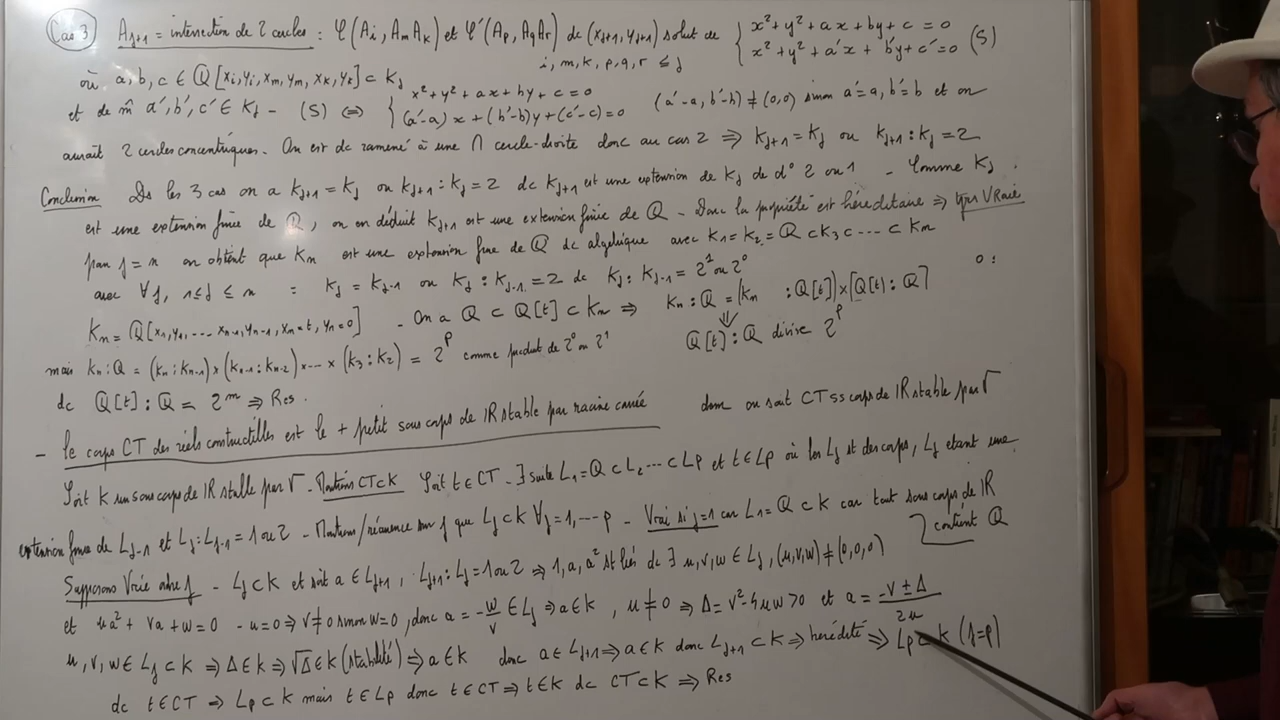 Cas 3 A_{j+1} = intersection de 2 cercles : 𝒞(A_i, A_m A_k) et 𝒞'(A_p, A_q A_r) dc (x_{j+1}, y_{j+1}) solut de { x²+y²+ax+by+c=0
x²+y²+a'x+b'y+c'=0 (S)
i, m, k, p, q, r ≤ j
où a, b, c ∈ ℚ[x_i, y_i, x_m, y_m, x_k, y_k] ⊂ K_j
et de m̂ a', b', c' ∈ K_j - (S) ⇔ { x²+y²+ax+by+c=0
(a'-a)x+(b'-b)y+(c'-c)=0 (a'-a, b'-b) ≠ (0,0) sinon a'=a, b'=b et on
aurait 2 cercles concentriques. On est dc ramené à une ∩ cercle-droite donc au cas 2 ⇒ K_{j+1} = K_j ou K_{j+1} : K_j = 2
Conclusion Ds les 3 cas on a K_{j+1} = K_j ou K_{j+1} : K_j = 2 dc K_{j+1} est une extension de K_j de d° 2 ou 1 - Comme K_j
est une extension finie de ℚ, on en déduit K_{j+1} est une extension finie de ℚ - Donc la propriété est héréditaire ⇒ tjrs VRaie
pour j = n on obtient que K_n est une extension finie de ℚ dc algébrique avec K_1 = K_2 = ℚ ⊂ K_3 ⊂ ---- ⊂ K_n
avec ∀ j, 1 ≤ j ≤ n : K_j = K_{j-1} ou K_j : K_{j-1} = 2 dc K_j : K_{j-1} = 2¹ ou 2⁰
K_n = ℚ[x_1, y_1, ---- x_{n-1}, y_{n-1}, x_n = t, y_n = 0] - On a ℚ ⊂ ℚ[t] ⊂ K_n ⇒ K_n : ℚ = (K_n : ℚ[t]) × [ℚ[t] : ℚ]
⇓
mais K_n : ℚ = (K_n : K_{n-1}) × (K_{n-1} : K_{n-2}) × --- × (K_3 : K_2) = 2^p comme produit de 2⁰ ou 2¹ ℚ[t] : ℚ divise 2^p
dc ℚ[t] : ℚ = 2^m ⇒ Res.
- le corps CT des réels constructibles est le + petit sous corps de ℝ stable par racine carrée donc on sait CT ss corps de ℝ stable par √
Soit K un sous corps de ℝ stable par √ - Montrons CT ⊂ K Soit t ∈ CT - ∃ suite L_1 = ℚ ⊂ L_2 ---- ⊂ L_p et t ∈ L_p où les L_j st des corps, L_j étant une
extension finie de L_{j-1} et L_j : L_{j-1} = 1 ou 2 - Montrons / récurrence sur j que L_j ⊂ K ∀ j = 1, --- p - Vrai si j=1 car L_1 = ℚ ⊂ K car tout sous corps de ℝ
contient ℚ
Supposons Vraie ordre j - L_j ⊂ K et soit a ∈ L_{j+1}, L_{j+1} : L_j = 1 ou 2 ⇒ 1, a, a² st liés dc ∃ u, v, w ∈ L_j, (u, v, w) ≠ (0,0,0)
et ua² + va + w = 0 - u = 0 ⇒ v ≠ 0 sinon w = 0, donc a = -w/v ∈ L_j ⇒ a ∈ K, u ≠ 0 ⇒ Δ = v² - 4uw > 0 et a = (-v ± Δ)/2u
u, v, w ∈ L_j ⊂ K ⇒ Δ ∈ K ⇒ √Δ ∈ K (stabilité) ⇒ a ∈ K donc a ∈ L_{j+1} ⇒ a ∈ K donc L_{j+1} ⊂ K ⇒ hérédité ⇒ L_p ⊂ K (j=p)
dc t ∈ CT ⇒ L_p ⊂ K mais t ∈ L_p donc t ∈ CT ⇒ t ∈ K dc CT ⊂ K ⇒ Res